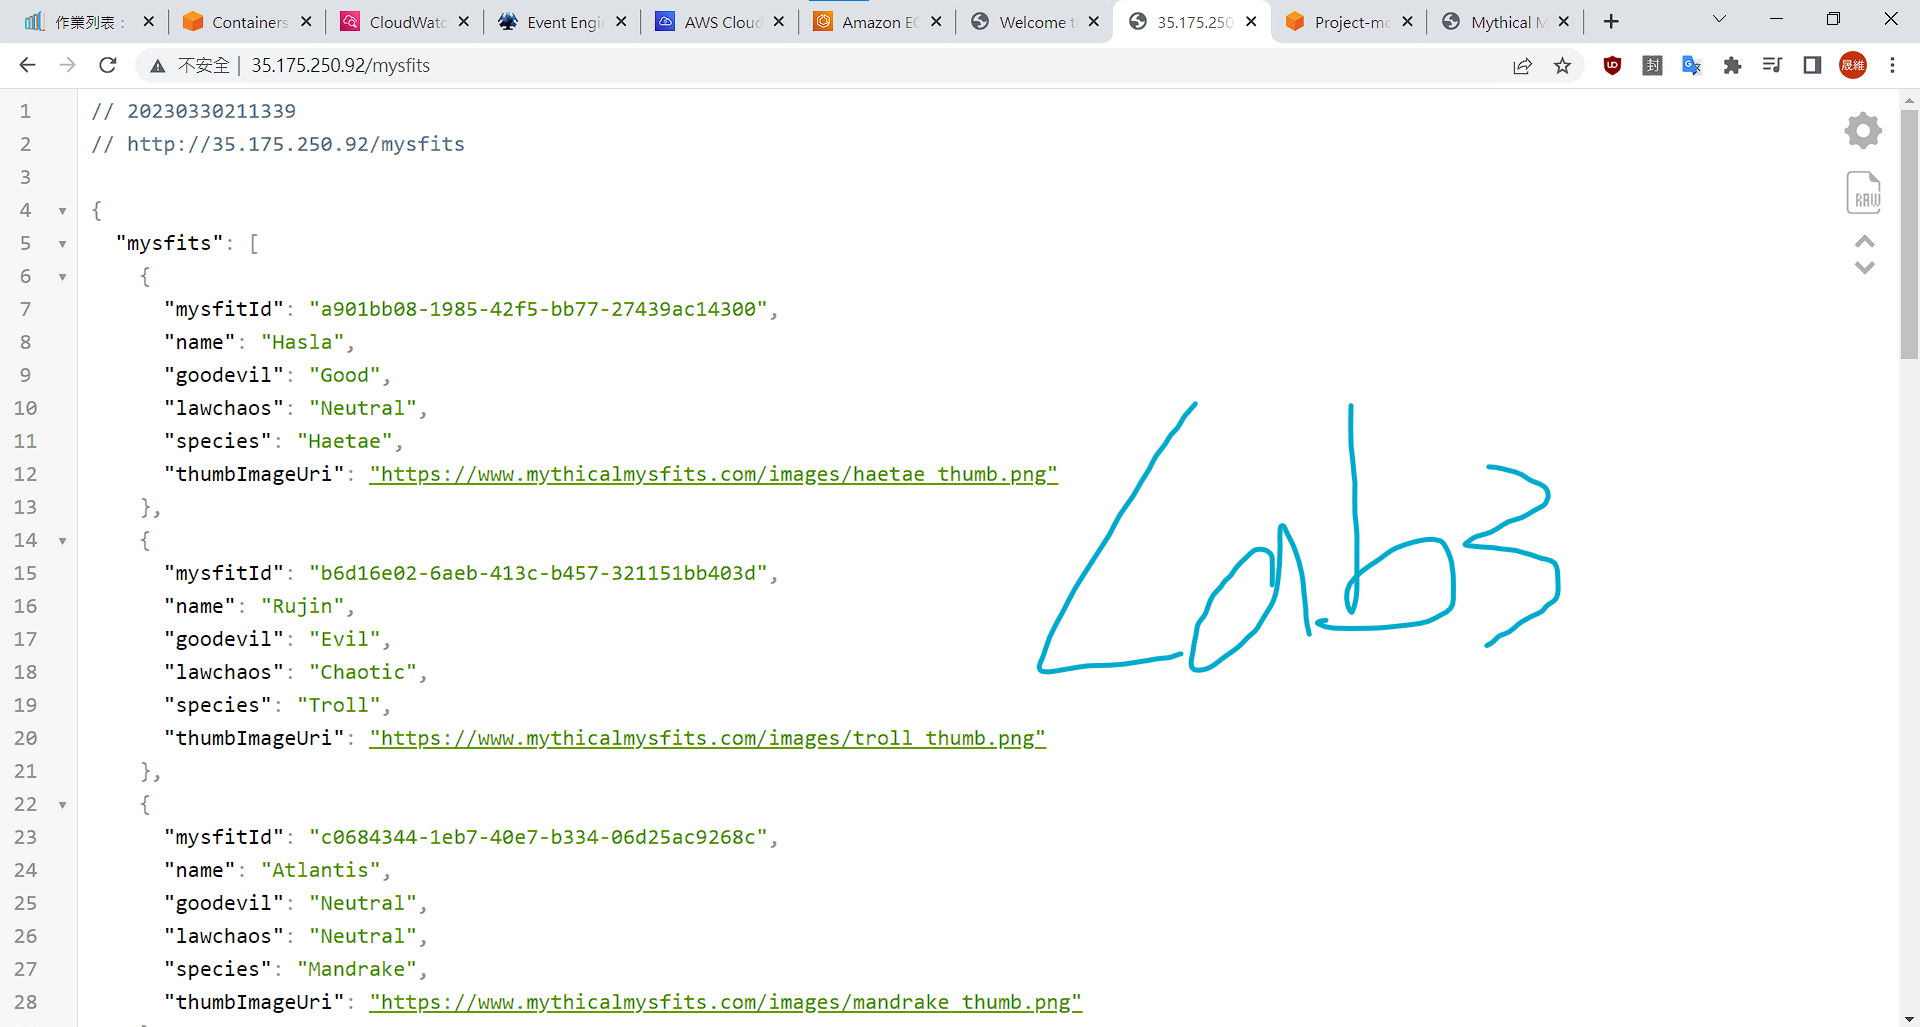 作業列表：
Containers
CloudWatc
Event Engi
AWS Cloud
Amazon EC
Welcome t
35.175.250
Project-mo
Mythical M
不安全 | 35.175.250.92/mysfits
封
晟維
1 // 20230330211339
2 // http://35.175.250.92/mysfits
3
4 {
5 "mysfits": [
6 {
7 "mysfitId": "a901bb08-1985-42f5-bb77-27439ac14300",
8 "name": "Hasla",
9 "goodevil": "Good",
10 "lawchaos": "Neutral",
11 "species": "Haetae",
12 "thumbImageUri": "https://www.mythicalmysfits.com/images/haetae_thumb.png"
13 },
14 {
15 "mysfitId": "b6d16e02-6aeb-413c-b457-321151bb403d",
16 "name": "Rujin",
17 "goodevil": "Evil",
18 "lawchaos": "Chaotic",
19 "species": "Troll",
20 "thumbImageUri": "https://www.mythicalmysfits.com/images/troll_thumb.png"
21 },
22 {
23 "mysfitId": "c0684344-1eb7-40e7-b334-06d25ac9268c",
24 "name": "Atlantis",
25 "goodevil": "Neutral",
26 "lawchaos": "Neutral",
27 "species": "Mandrake",
28 "thumbImageUri": "https://www.mythicalmysfits.com/images/mandrake_thumb.png"
RAW
Lab3